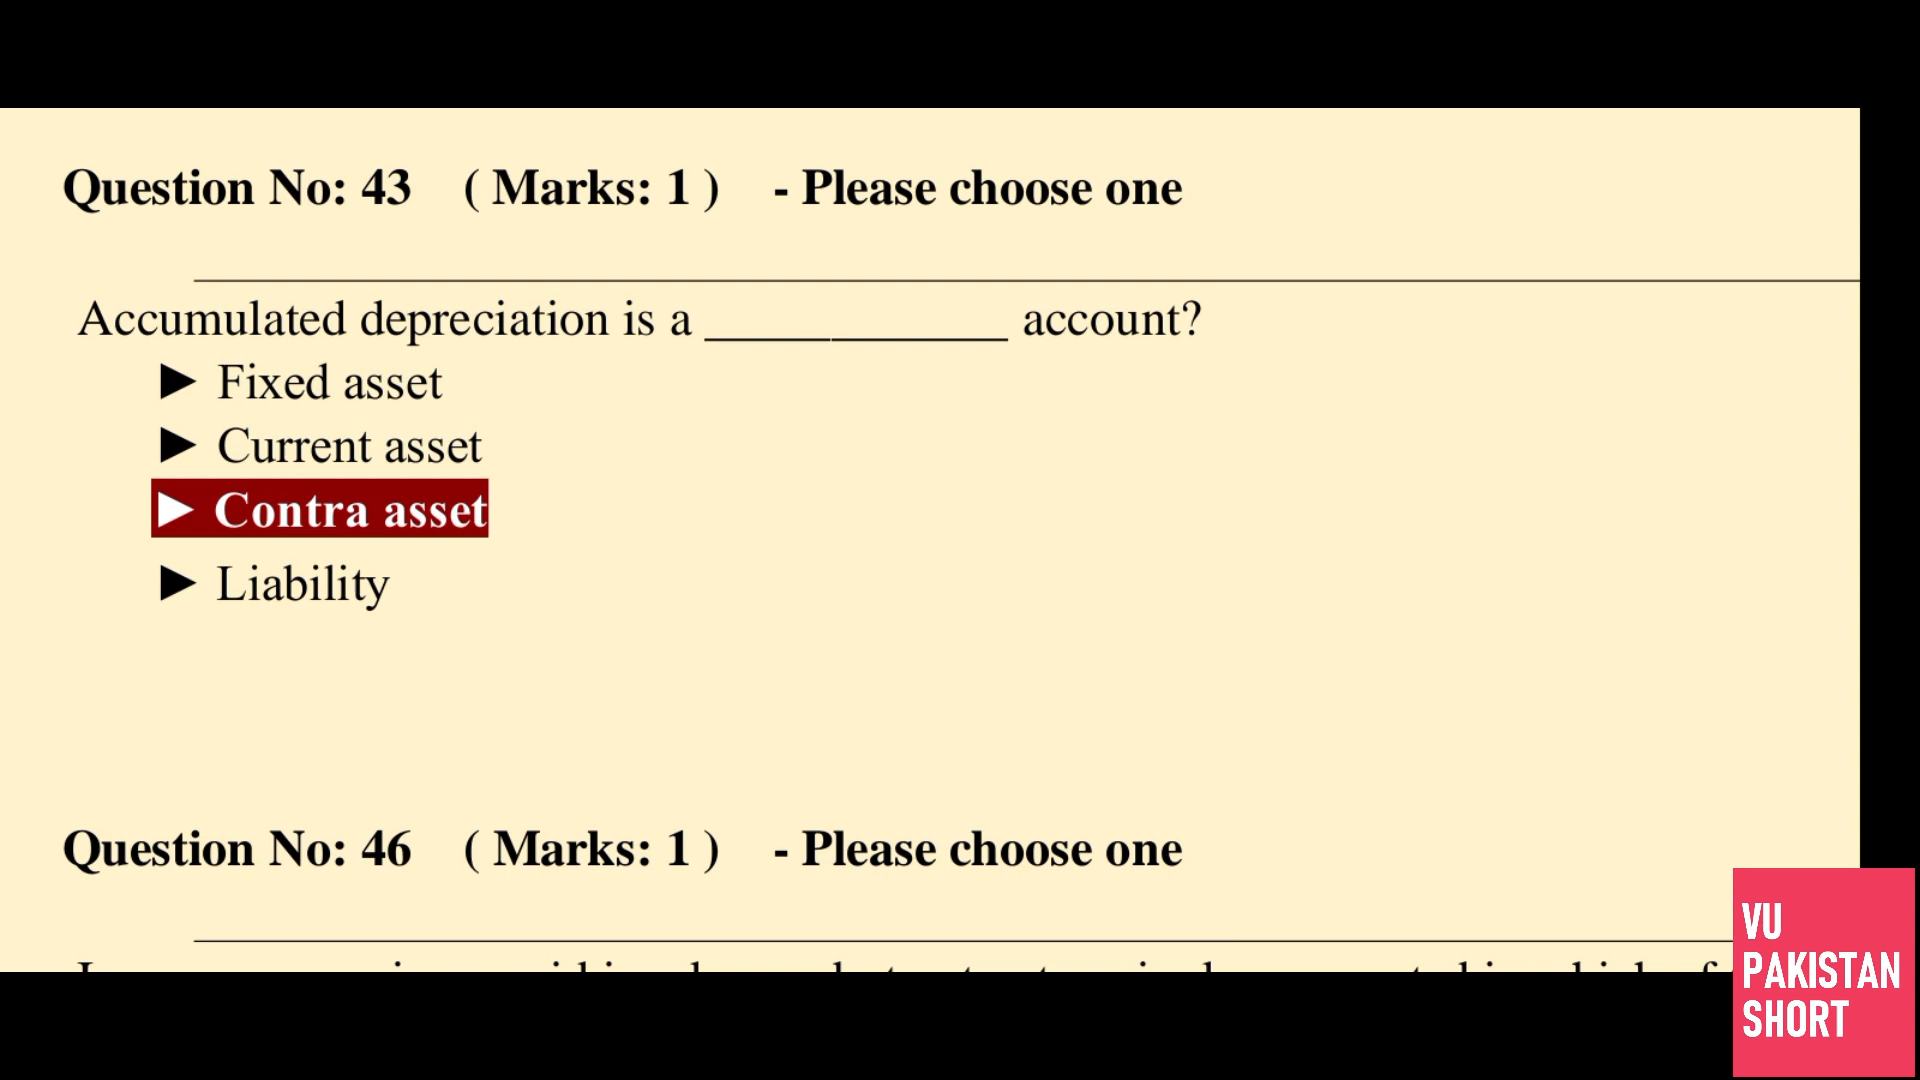 Question No: 43 ( Marks: 1 ) - Please choose one
Accumulated depreciation is a ____________ account?
► Fixed asset
► Current asset
► Contra asset
► Liability
Question No: 46 ( Marks: 1 ) - Please choose one
VU
PAKISTAN
SHORT